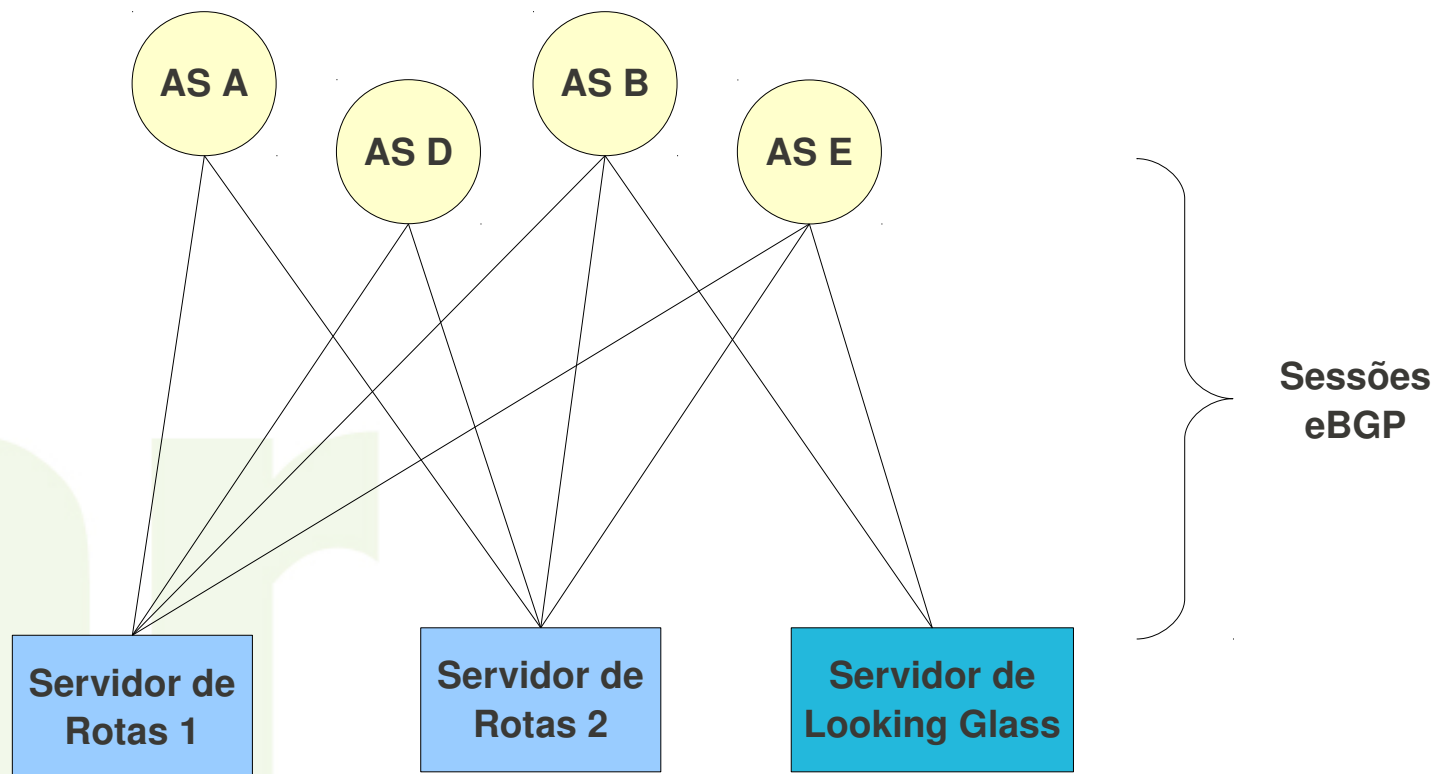 AS A
AS B
AS D
AS E
Sessões
eBGP
Servidor de
Rotas 1
Servidor de
Rotas 2
Servidor de
Looking Glass